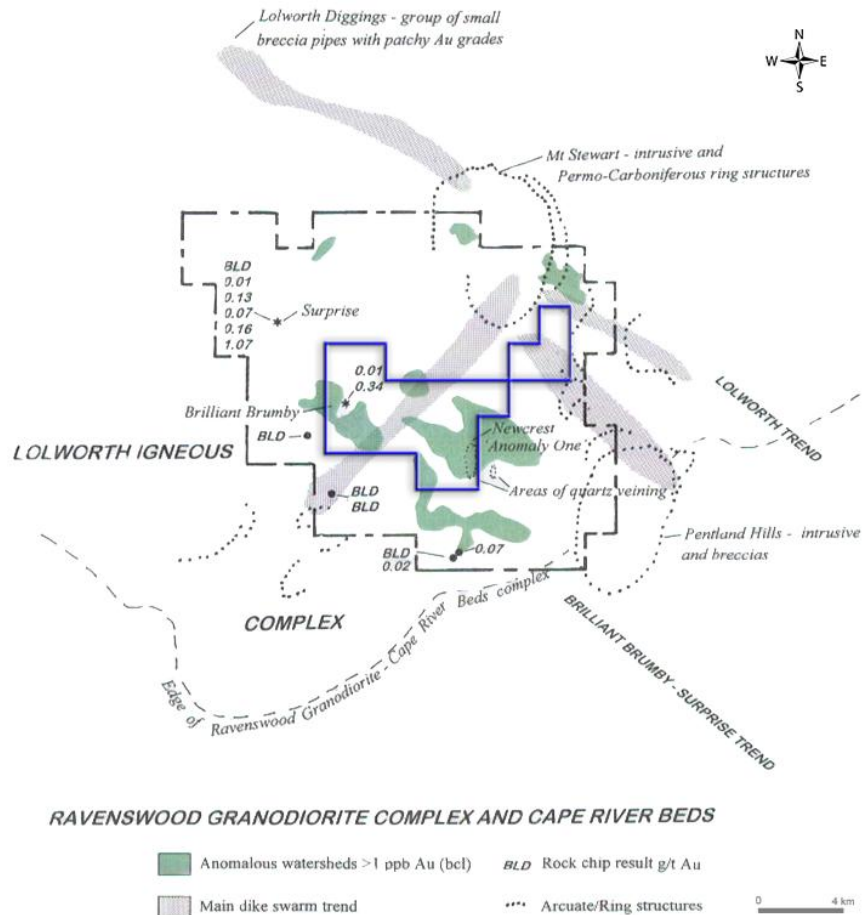 Lolworth Diggings - group of small
breccia pipes with patchy Au grades
N
W E
S
Mt Stewart - intrusive and
Permo-Carboniferous ring structures
BLD
0.01
0.13
0.07
0.16
1.07
Surprise
0.01
0.34
Brilliant Brumby
BLD
Newcrest
Anomaly One
LOLWORTH TREND
LOLWORTH IGNEOUS
BLD
BLD
Areas of quartz veining
Pentland Hills - intrusive
and breccias
BLD
0.02
0.07
COMPLEX
Edge of Ravenswood Granodiorite - Cape River Beds complex
BRILLIANT BRUMBY - SURPRISE TREND
RAVENSWOOD GRANODIORITE COMPLEX AND CAPE RIVER BEDS
Anomalous watersheds >1 ppb Au (bcl)
BLD Rock chip result g/t Au
Main dike swarm trend
Arcuate/Ring structures
0 4 km